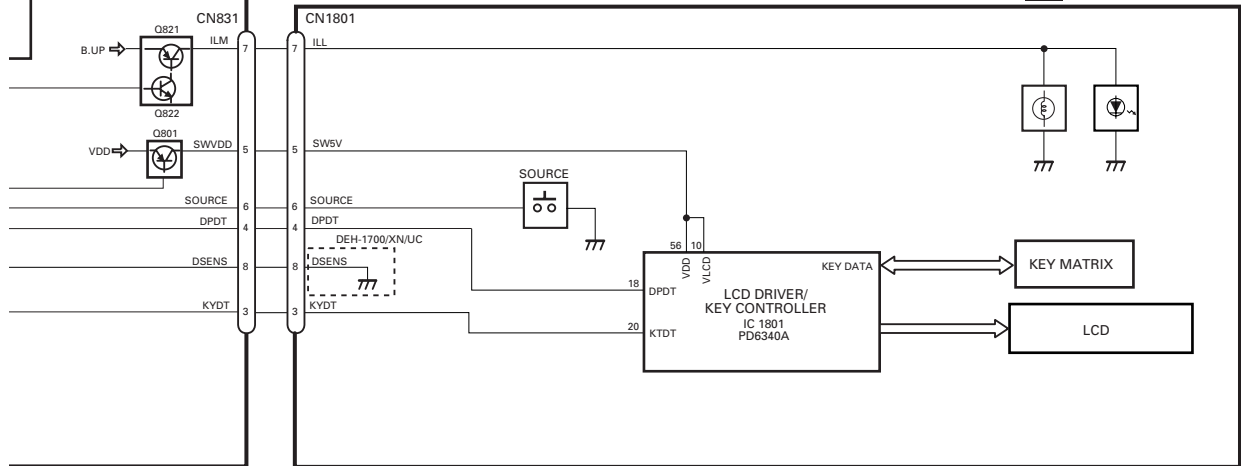 CN831
CN1801
Q821
ILM
7
7
ILL
B.UP
Q822
Q801
VDD
SWVDD
5
5
SW5V
SOURCE
SOURCE
6
6
SOURCE
DPDT
4
4
DPDT
DEH-1700/XN/UC
DSENS
8
8
DSENS
KYDT
3
3
KYDT
56
10
VDD
VLCD
KEY DATA
18
DPDT
LCD DRIVER/
KEY CONTROLLER
IC 1801
PD6340A
20
KTDT
KEY MATRIX
LCD